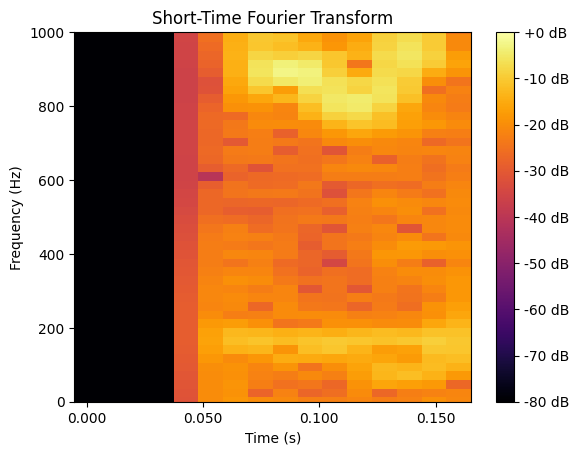 Short-Time Fourier Transform
1000
800
600
400
200
0
Frequency (Hz)
0.000
0.050
0.100
0.150
Time (s)
+0 dB
-10 dB
-20 dB
-30 dB
-40 dB
-50 dB
-60 dB
-70 dB
-80 dB